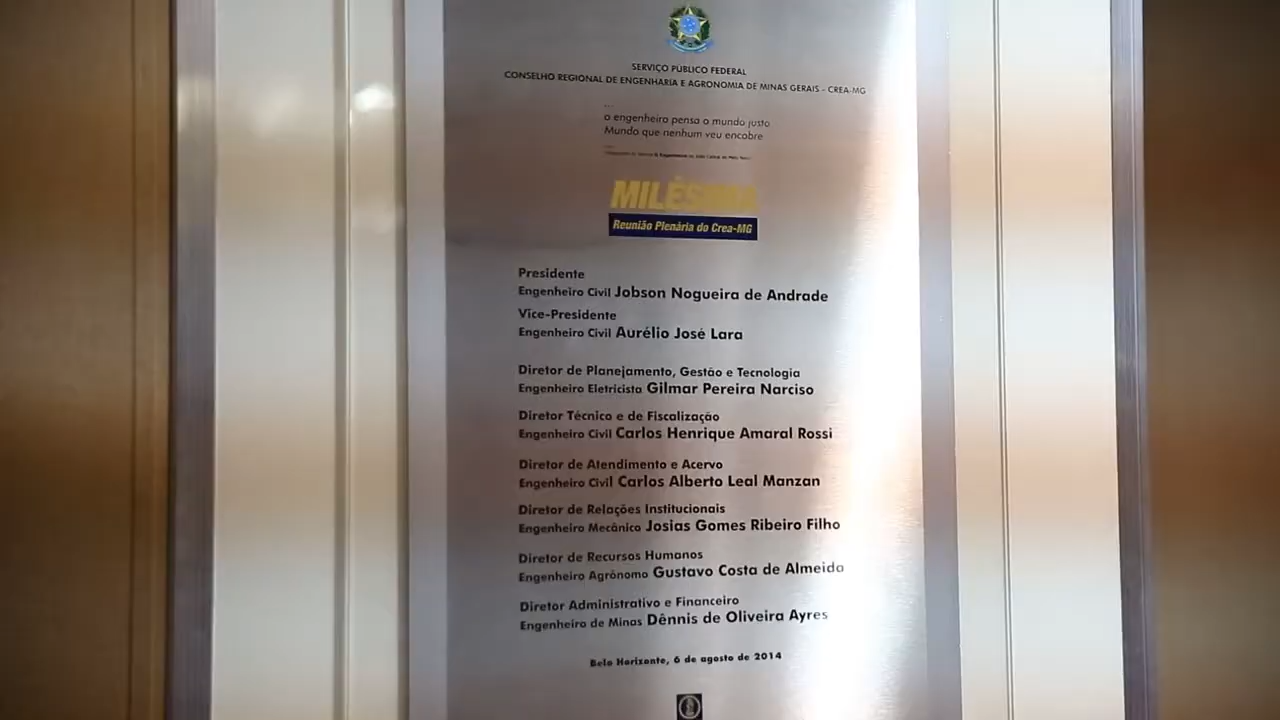 SERVIÇO PÚBLICO FEDERAL
CONSELHO REGIONAL DE ENGENHARIA E AGRONOMIA DE MINAS GERAIS - CREA-MG
...
o engenheiro pensa o mundo justo
Mundo que nenhum véu encobre
...
MILÉSIMA
Reunião Plenária do Crea-MG
Presidente
Engenheiro Civil Jobson Nogueira de Andrade
Vice-Presidente
Engenheiro Civil Aurélio José Lara
Diretor de Planejamento, Gestão e Tecnologia
Engenheiro Eletricista Gilmar Pereira Narciso
Diretor Técnico e de Fiscalização
Engenheiro Civil Carlos Henrique Amaral Rossi
Diretor de Atendimento e Acervo
Engenheiro Civil Carlos Alberto Leal Manzan
Diretor de Relações Institucionais
Engenheiro Mecânico Josias Gomes Ribeiro Filho
Diretor de Recursos Humanos
Engenheiro Agrônomo Gustavo Costa de Almeida
Diretor Administrativo e Financeiro
Engenheiro de Minas Dênnis de Oliveira Ayres
Belo Horizonte, 6 de agosto de 2014